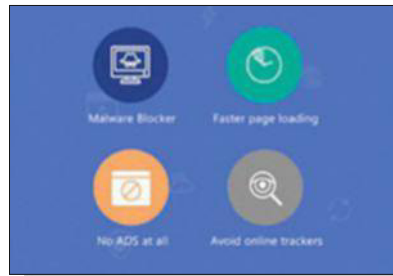 Malware Blocker
Faster page loading
No ADS at all
Avoid online trackers